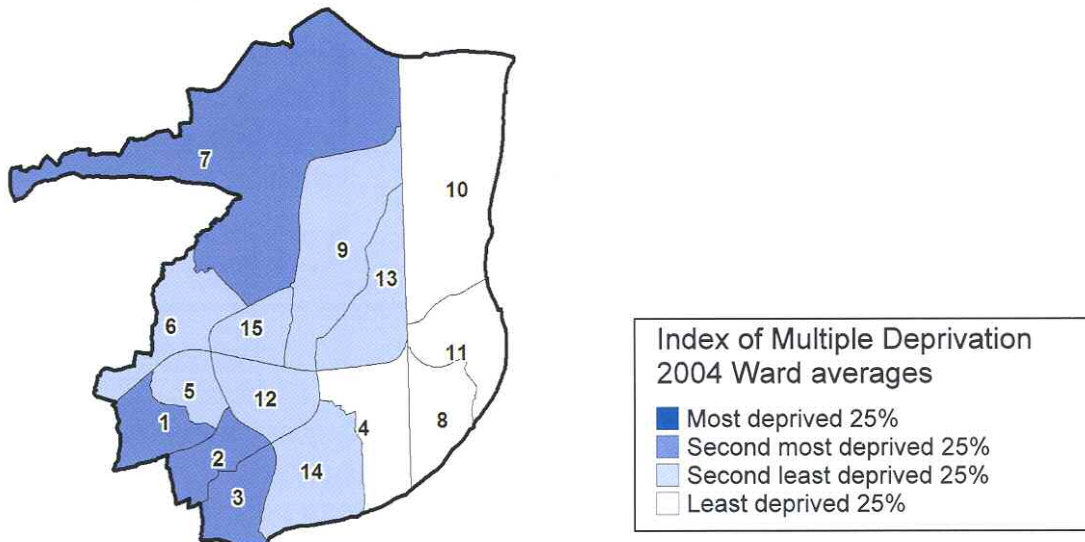 7
10
9
13
6
15
11
5
12
1
4
8
2
14
3
Index of Multiple Deprivation
2004 Ward averages
Most deprived 25%
Second most deprived 25%
Second least deprived 25%
Least deprived 25%